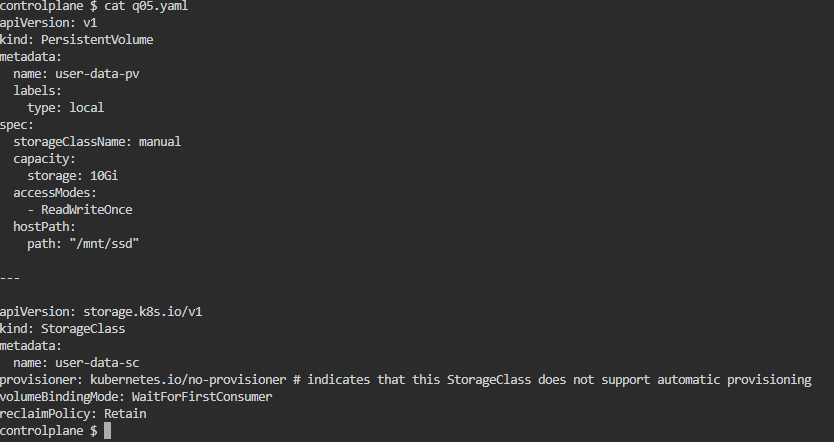 controlplane $ cat q05.yaml
apiVersion: v1
kind: PersistentVolume
metadata:
  name: user-data-pv
  labels:
    type: local
spec:
  storageClassName: manual
  capacity:
    storage: 10Gi
  accessModes:
    - ReadWriteOnce
  hostPath:
    path: "/mnt/ssd"

---

apiVersion: storage.k8s.io/v1
kind: StorageClass
metadata:
  name: user-data-sc
provisioner: kubernetes.io/no-provisioner # indicates that this StorageClass does not support automatic provisioning
volumeBindingMode: WaitForFirstConsumer
reclaimPolicy: Retain
controlplane $